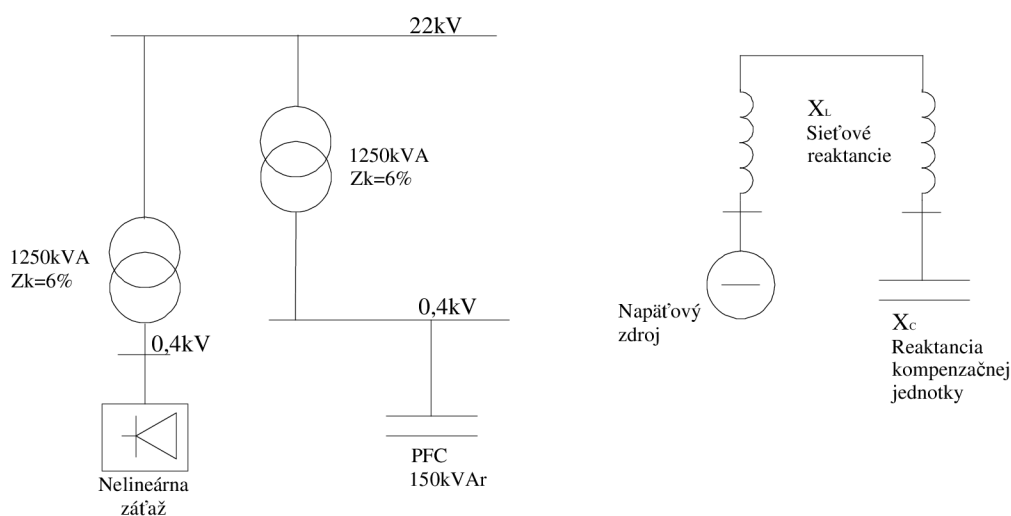 22kV
1250kVA
Zk=6%
1250kVA
Zk=6%
0,4kV
0,4kV
Nelineárna
záťaž
PFC
150kVAr
XL
Sieťové
reaktancie
Napäťový
zdroj
XC
Reaktancia
kompenzačnej
jednotky